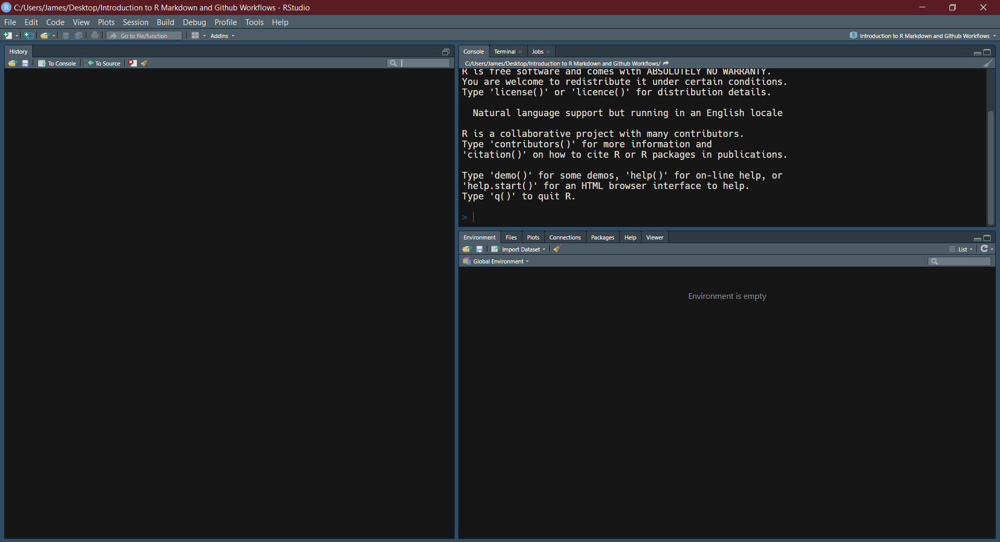 C:/Users/James/Desktop/Introduction to R Markdown and Github Workflows - RStudio
File Edit Code View Plots Session Build Debug Profile Tools Help
Go to file/function Addins Introduction to R Markdown and Github Workflows
History
To Console To Source
Console Terminal Jobs
C:/Users/James/Desktop/Introduction to R Markdown and Github Workflows/
R is free software and comes with ABSOLUTELY NO WARRANTY.
You are welcome to redistribute it under certain conditions.
Type 'license()' or 'licence()' for distribution details.
Natural language support but running in an English locale
R is a collaborative project with many contributors.
Type 'contributors()' for more information and
'citation()' on how to cite R or R packages in publications.
Type 'demo()' for some demos, 'help()' for on-line help, or
'help.start()' for an HTML browser interface to help.
Type 'q()' to quit R.
>
Environment Files Plots Connections Packages Help Viewer
Import Dataset List
Global Environment
Environment is empty